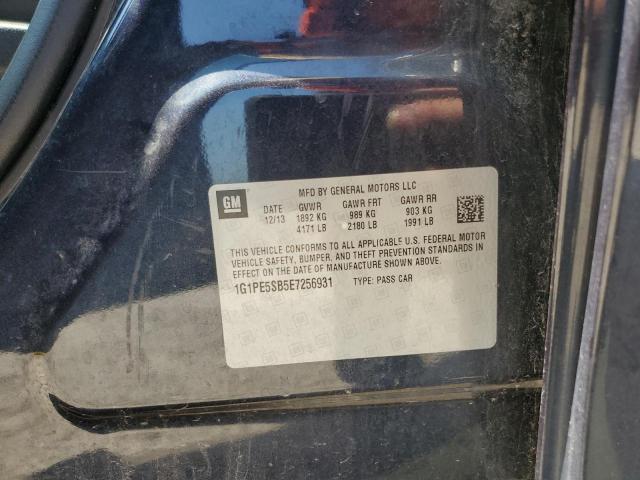 GM
MFD BY GENERAL MOTORS LLC
DATE GVWR GAWR FRT GAWR RR
12/13 1892 KG 989 KG 903 KG
4171 LB 2180 LB 1991 LB
THIS VEHICLE CONFORMS TO ALL APPLICABLE U.S. FEDERAL MOTOR
VEHICLE SAFETY, BUMPER, AND THEFT PREVENTION STANDARDS IN
EFFECT ON THE DATE OF MANUFACTURE SHOWN ABOVE.
1G1PE5SB5E7256931 TYPE: PASS CAR